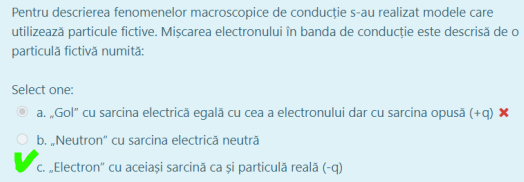 Pentru descrierea fenomenelor macroscopice de conducție s-au realizat modele care
utilizează particule fictive. Mișcarea electronului în banda de conducție este descrisă de o
particulă fictivă numită:
Select one:
a. „Gol” cu sarcina electrică egală cu cea a electronului dar cu sarcina opusă (+q)
b. „Neutron” cu sarcina electrică neutră
c. „Electron” cu aceiași sarcină ca și particulă reală (-q)